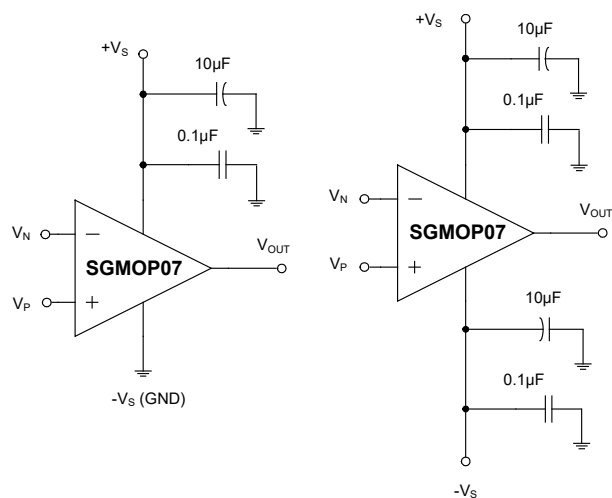 +VS
10µF
0.1µF
VN
−
SGMOP07
VOUT
VP
+
-VS (GND)
+VS
10µF
0.1µF
VN
−
SGMOP07
VOUT
VP
+
10µF
0.1µF
-VS